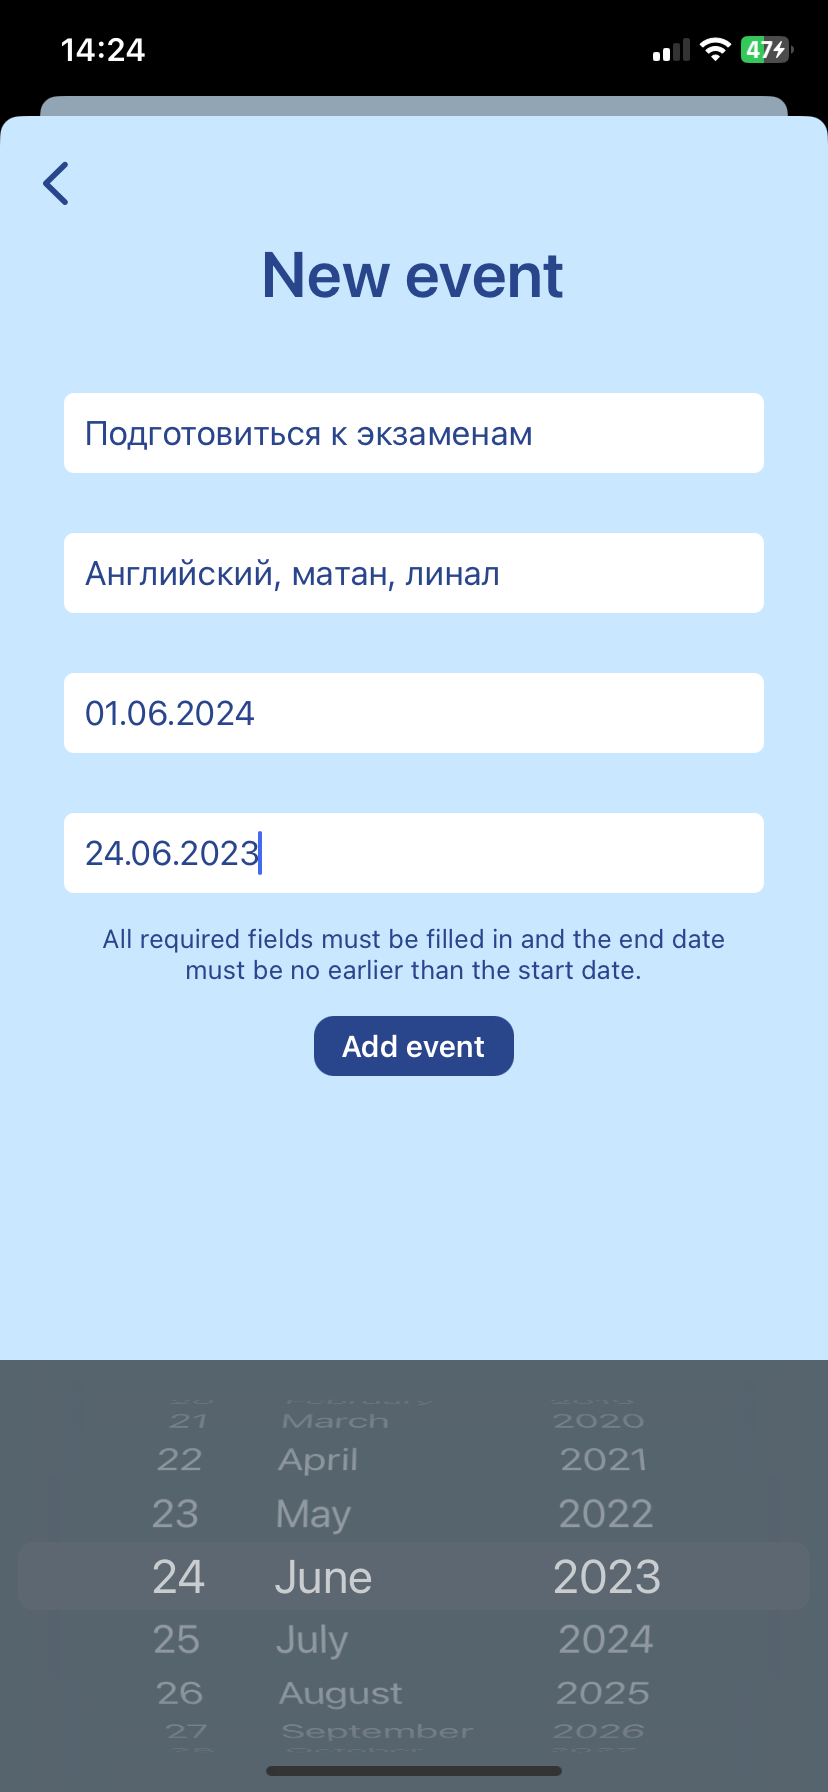 14:24
47
New event
Подготовиться к экзаменам
Английский, матан, линал
01.06.2024
24.06.2023
All required fields must be filled in and the end date
must be no earlier than the start date.
Add event
21 March 2020
22 April 2021
23 May 2022
24 June 2023
25 July 2024
26 August 2025
27 September 2026